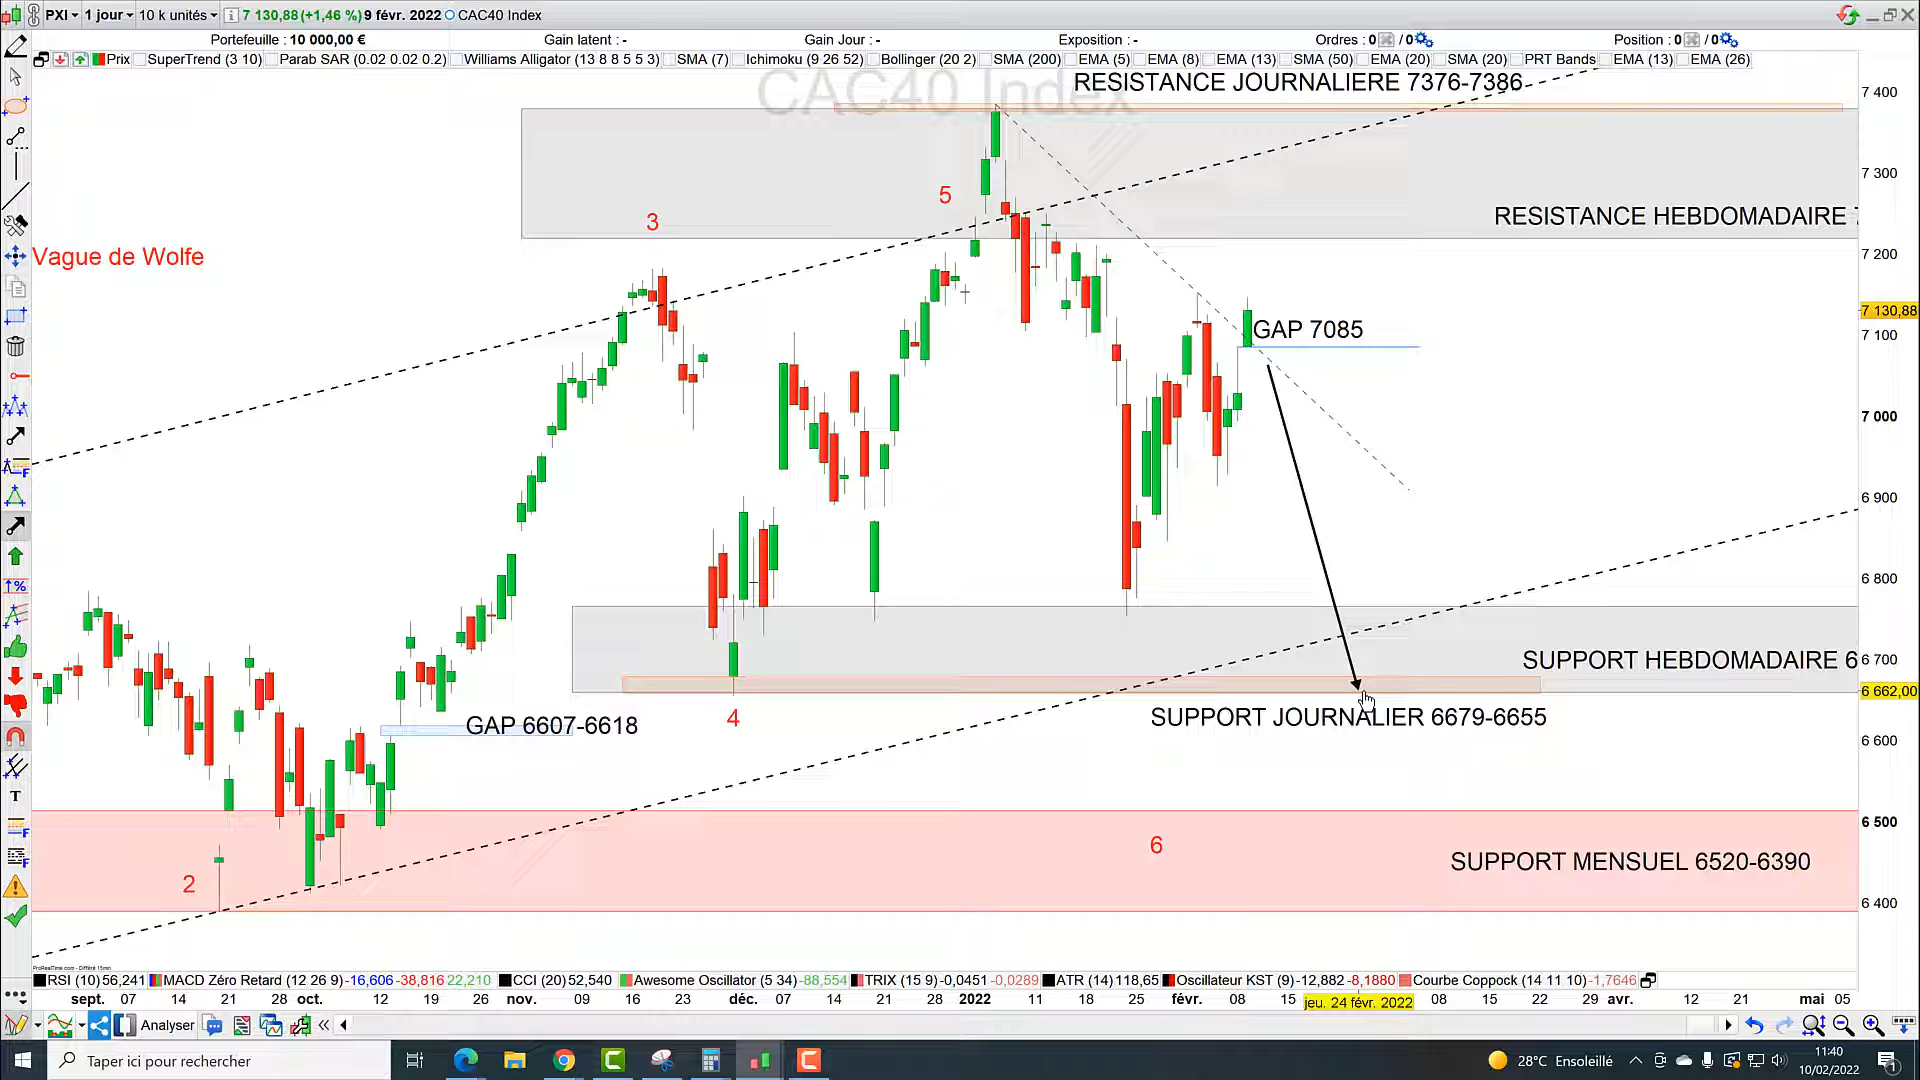 PXI 1 jour 10 k unités 7 130,88 (+1,46 %) 9 févr. 2022 CAC40 Index
Portefeuille : 10 000,00 € Gain latent : - Gain Jour : - Exposition : - Ordres : 0 / 0 Position : 0 / 0
Prix SuperTrend (3 10) Parab SAR (0.02 0.02 0.2) Williams Alligator (13 8 8 5 5 3) SMA (7) Ichimoku (9 26 52) Bollinger (20 2) SMA (200) EMA (5) EMA (8) EMA (13) SMA (50) EMA (20) SMA (20) PRT Bands EMA (13) EMA (26)
CAC40 Index
RESISTANCE JOURNALIERE 7376-7386
7 400
7 300
5
3
RESISTANCE HEBDOMADAIRE 7
Vague de Wolfe
7 200
7 130,88
GAP 7085
7 100
7 000
6 900
6 800
SUPPORT HEBDOMADAIRE 6
6 700
6 662,00
4
SUPPORT JOURNALIER 6679-6655
GAP 6607-6618
6 600
6 500
6
SUPPORT MENSUEL 6520-6390
2
6 400
ProRealTime.com - Différé 15min
RSI (10) 56,241 MACD Zéro Retard (12 26 9) -16,606 -38,816 22,210 CCI (20) 52,540 Awesome Oscillator (5 34) -88,554 TRIX (15 9) -0,0451 -0,0289 ATR (14) 118,65 Oscillateur KST (9) -12,882 -8,1880 Courbe Coppock (14 11 10) -1,7646
sept. 07 14 21 28 oct. 12 19 26 nov. 09 16 23 déc. 07 14 21 28 2022 11 18 25 févr. 08 15 jeu. 24 févr. 2022 08 15 22 29 avr. 12 21 mai 05
Analyser
Taper ici pour rechercher
28°C Ensoleillé
11:40
10/02/2022
1